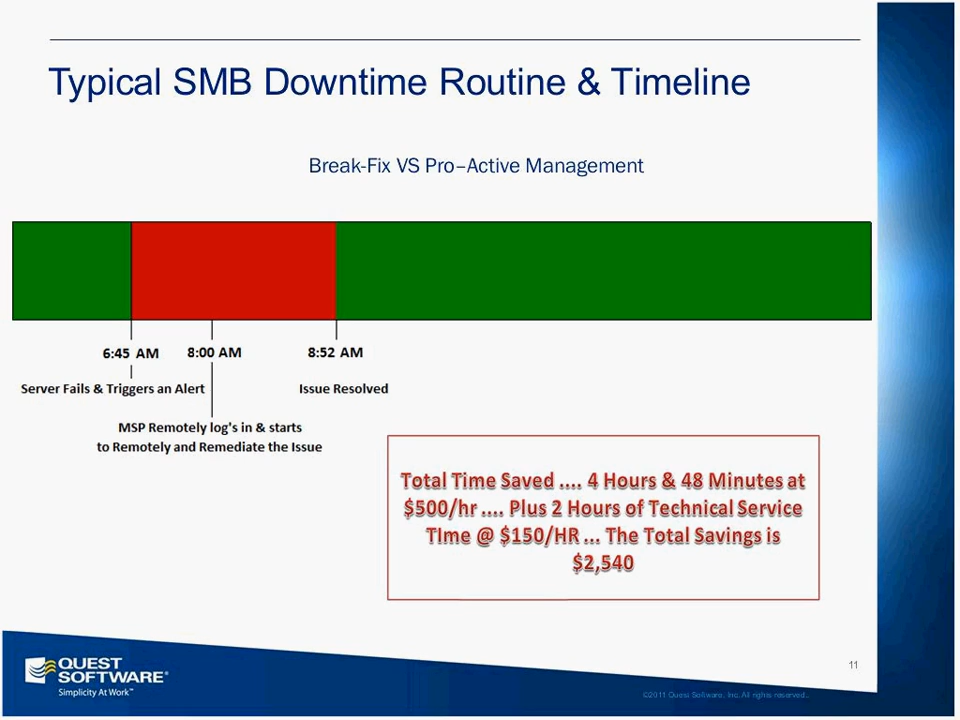 Typical SMB Downtime Routine & Timeline
Break-Fix VS Pro–Active Management
6:45 AM
8:00 AM
8:52 AM
Server Fails & Triggers an Alert
Issue Resolved
MSP Remotely log's in & starts
to Remotely and Remediate the Issue
Total Time Saved .... 4 Hours & 48 Minutes at
$500/hr .... Plus 2 Hours of Technical Service
TIme @ $150/HR ... The Total Savings is
$2,540
11
QUEST
SOFTWARE®
Simplicity At Work™
©2011 Quest Software, Inc. All rights reserved..